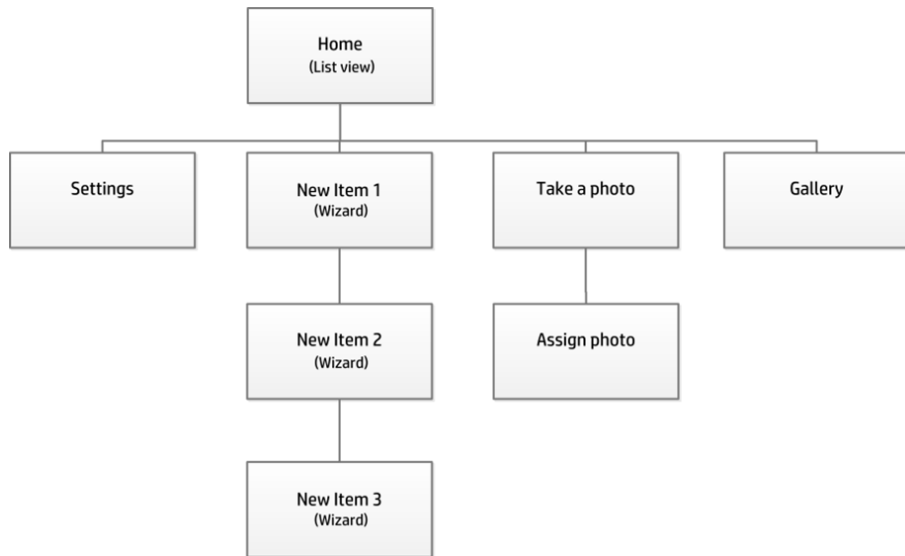 Home
(List view)
Settings
New Item 1
(Wizard)
Take a photo
Gallery
New Item 2
(Wizard)
Assign photo
New Item 3
(Wizard)